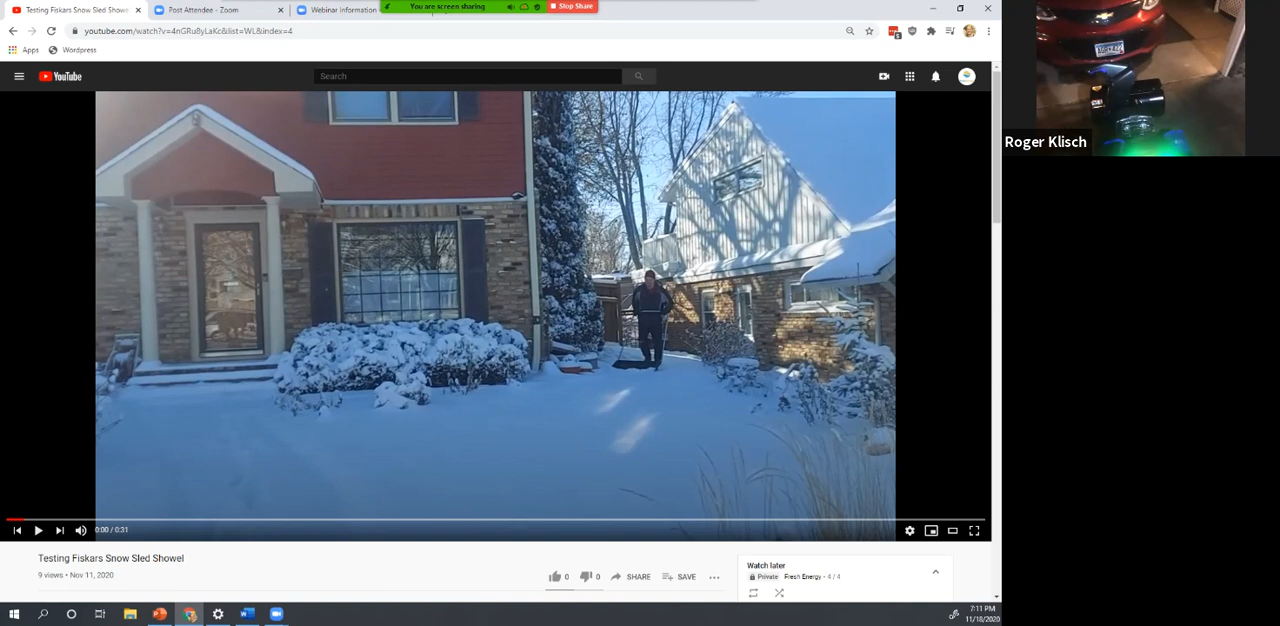 Testing Fiskars Snow Sled Shove
Post Attendee - Zoom
Webinar Information
You are screen sharing
Stop Share
youtube.com/watch?v=4nGRu8yLaKc&list=WL&index=4
Apps
Wordpress
YouTube
Search
Roger Klisch
0:00 / 0:31
Testing Fiskars Snow Sled Showel
9 views • Nov 11, 2020
0
0
SHARE
SAVE
Watch later
Private
Fresh Energy - 4 / 4
7:11 PM
11/18/2020